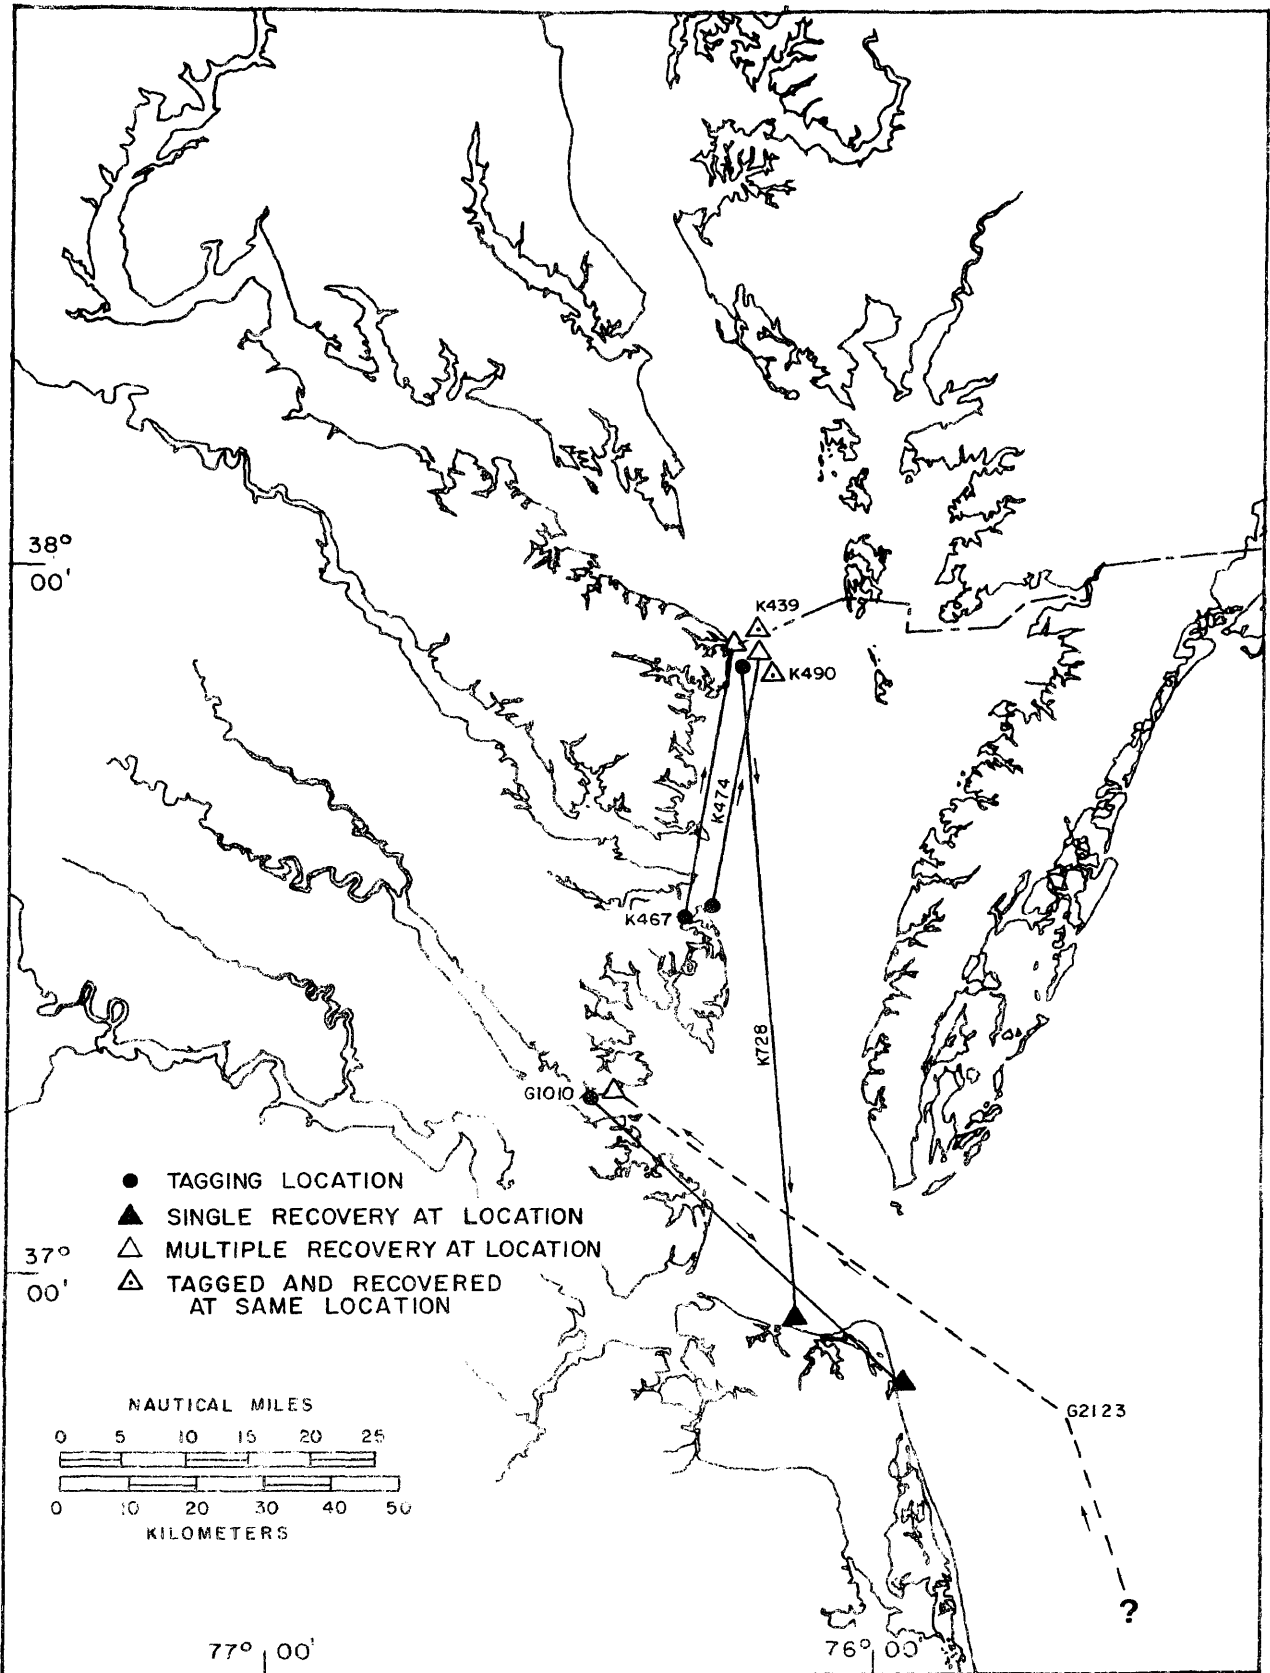 38°
00'
K439
K490
K474
K467
K728
G1010
● TAGGING LOCATION
▲ SINGLE RECOVERY AT LOCATION
△ MULTIPLE RECOVERY AT LOCATION
TAGGED AND RECOVERED
AT SAME LOCATION
37°
00'
NAUTICAL MILES
0 5 10 15 20 25
0 10 20 30 40 50
KILOMETERS
G2123
?
77° 00'
76° 00'